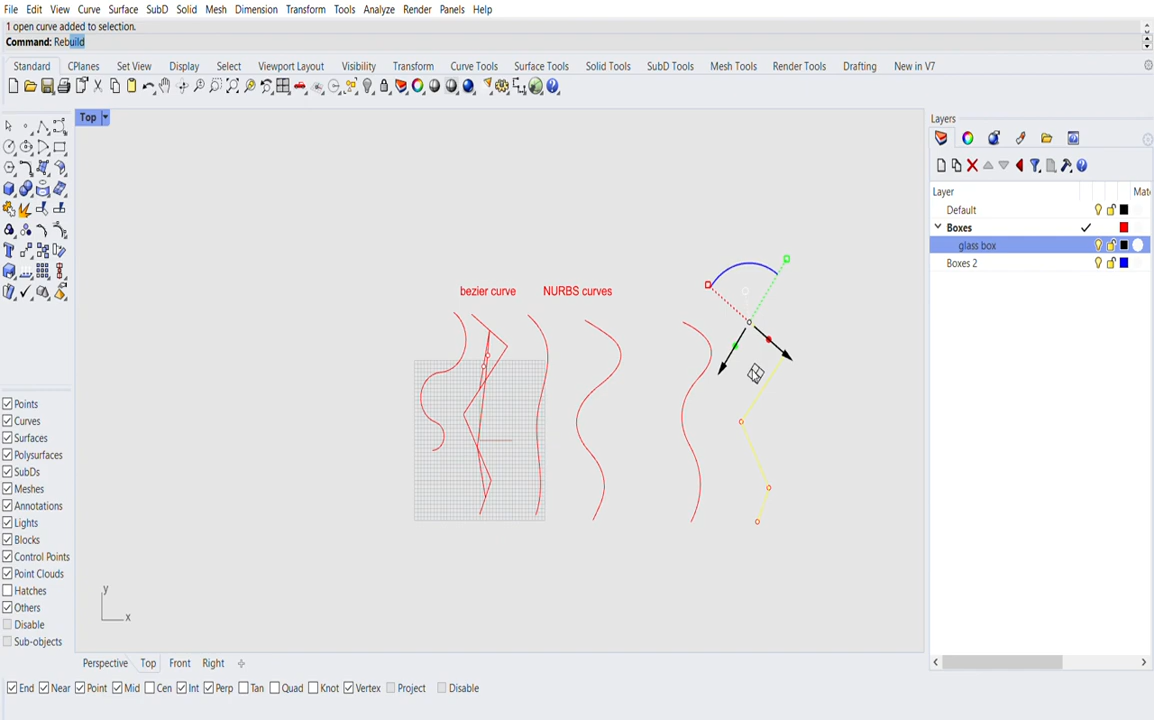 File Edit View Curve Surface SubD Solid Mesh Dimension Transform Tools Analyze Render Panels Help
1 open curve added to selection.
Command: Rebuild
Standard CPlanes Set View Display Select Viewport Layout Visibility Transform Curve Tools Surface Tools Solid Tools SubD Tools Mesh Tools Render Tools Drafting New in V7
Top
Layers
Layer Mate
Default
Boxes
glass box
Boxes 2
bezier curve NURBS curves
Points
Curves
Surfaces
Polysurfaces
SubDs
Meshes
Annotations
Lights
Blocks
Control Points
Point Clouds
Hatches
Others
Disable
Sub-objects
y
x
Perspective Top Front Right
End Near Point Mid Cen Int Perp Tan Quad Knot Vertex Project Disable